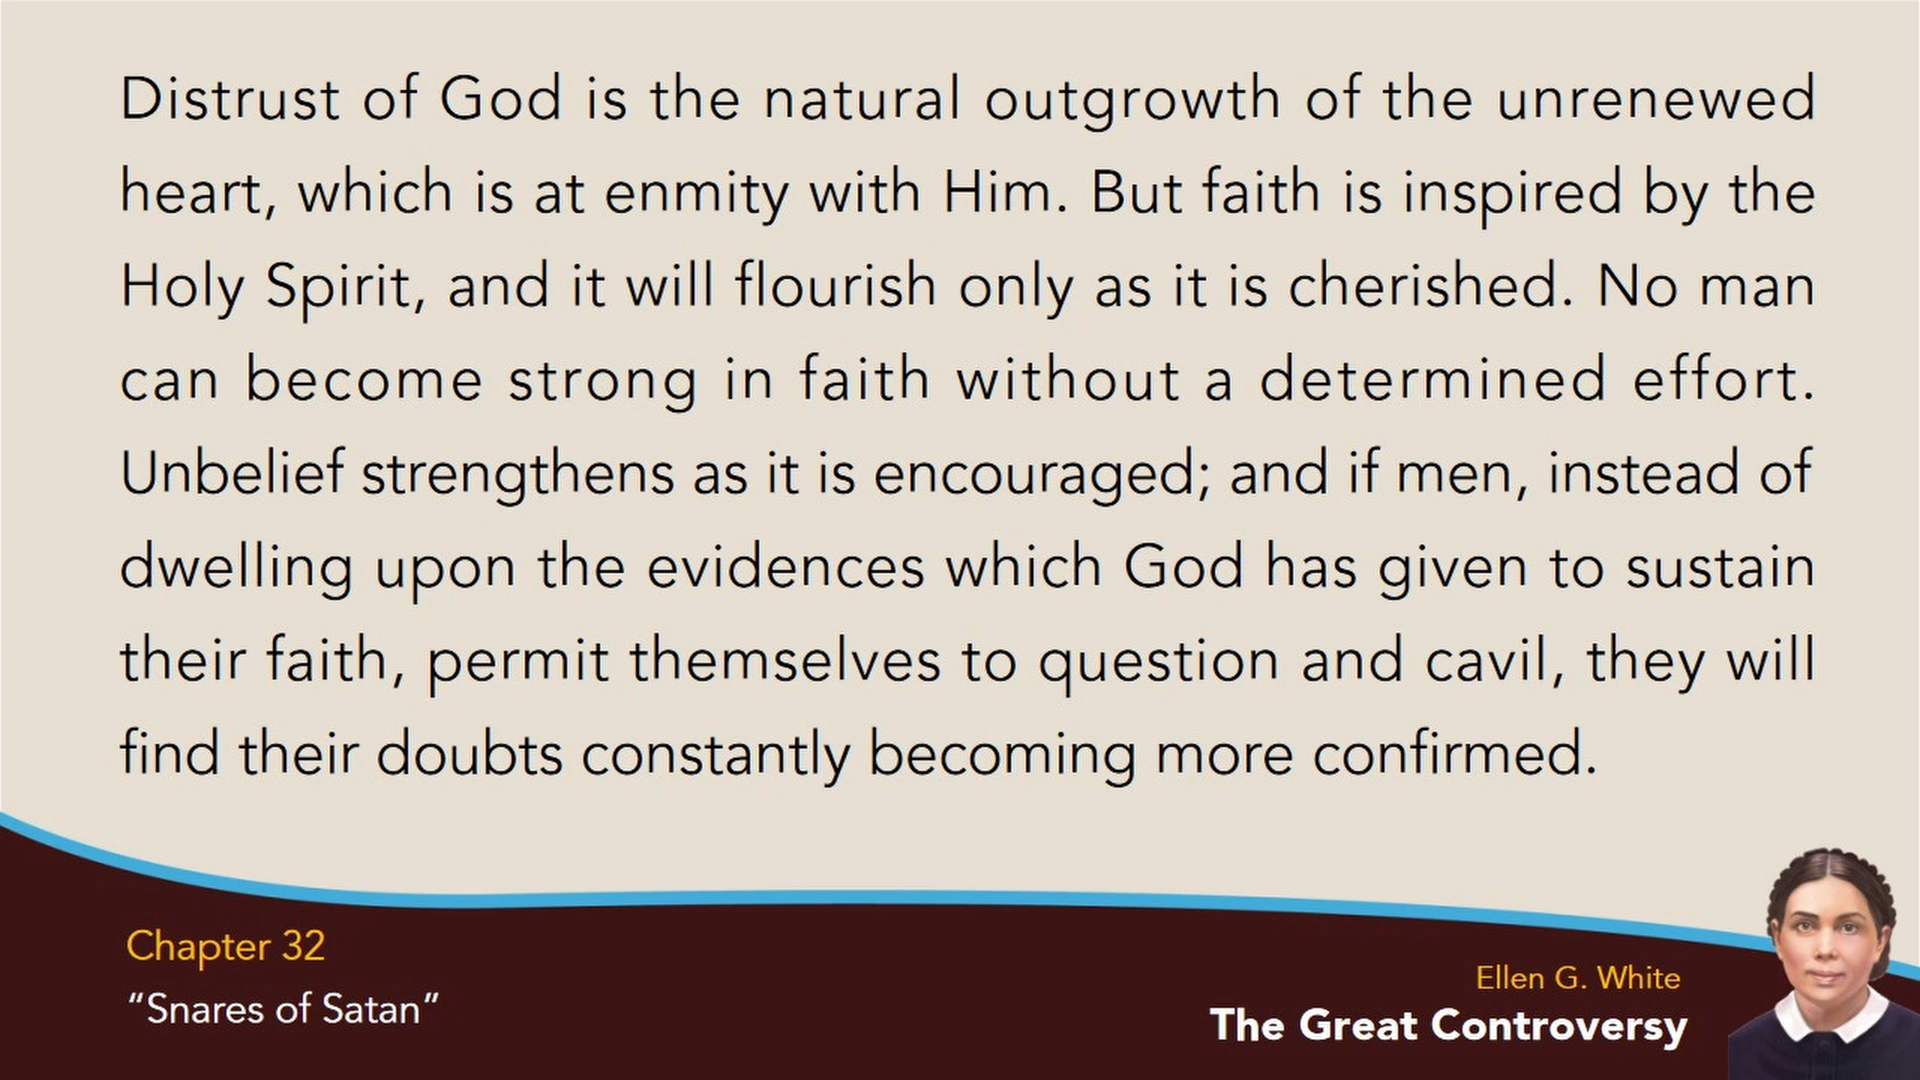 Distrust of God is the natural outgrowth of the unrenewed
heart, which is at enmity with Him. But faith is inspired by the
Holy Spirit, and it will flourish only as it is cherished. No man
can become strong in faith without a determined effort.
Unbelief strengthens as it is encouraged; and if men, instead of
dwelling upon the evidences which God has given to sustain
their faith, permit themselves to question and cavil, they will
find their doubts constantly becoming more confirmed.
Chapter 32
“Snares of Satan”
Ellen G. White
The Great Controversy